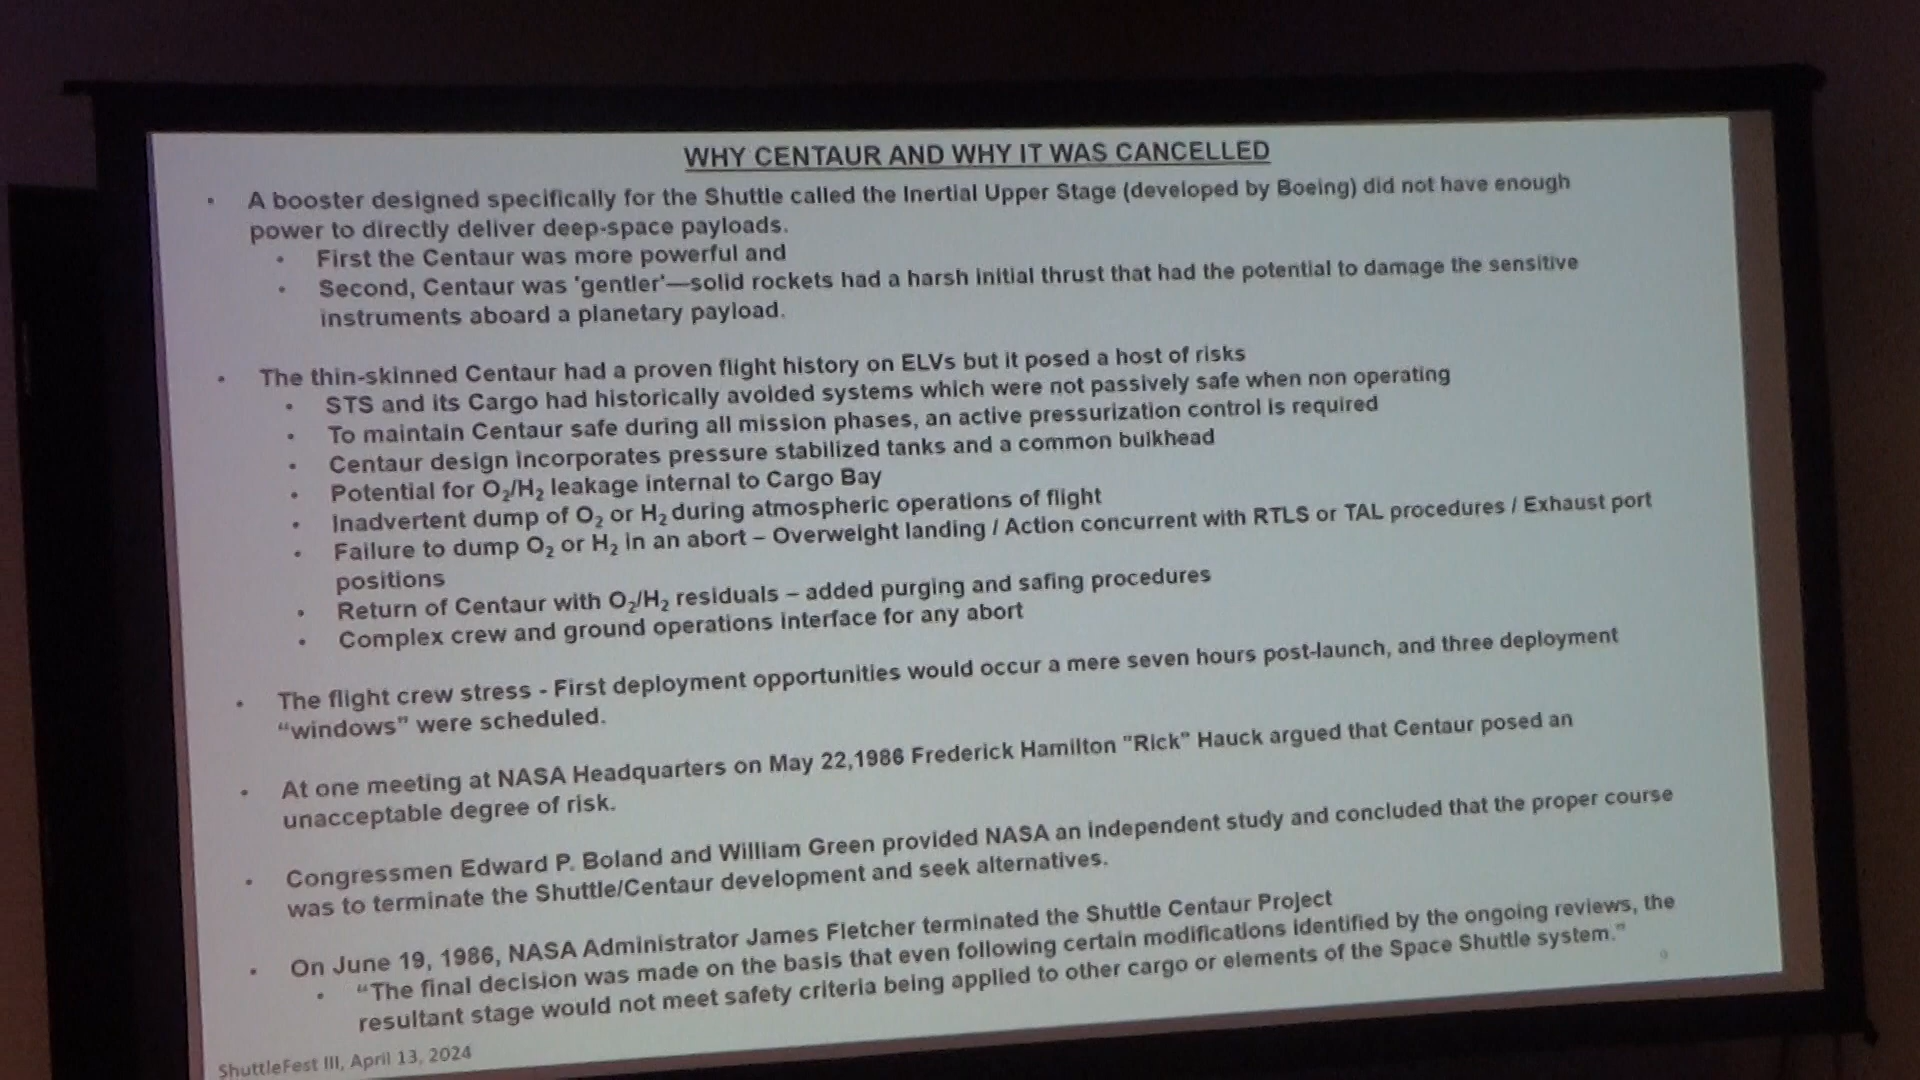 WHY CENTAUR AND WHY IT WAS CANCELLED
• A booster designed specifically for the Shuttle called the Inertial Upper Stage (developed by Boeing) did not have enough
power to directly deliver deep-space payloads.
• First the Centaur was more powerful and
• Second, Centaur was 'gentler'—solid rockets had a harsh initial thrust that had the potential to damage the sensitive
instruments aboard a planetary payload.
• The thin-skinned Centaur had a proven flight history on ELVs but it posed a host of risks
• STS and its Cargo had historically avoided systems which were not passively safe when non operating
• To maintain Centaur safe during all mission phases, an active pressurization control is required
• Centaur design incorporates pressure stabilized tanks and a common bulkhead
• Potential for O₂/H₂ leakage internal to Cargo Bay
• Inadvertent dump of O₂ or H₂ during atmospheric operations of flight
• Failure to dump O₂ or H₂ in an abort – Overweight landing / Action concurrent with RTLS or TAL procedures / Exhaust port
positions
• Return of Centaur with O₂/H₂ residuals – added purging and safing procedures
• Complex crew and ground operations interface for any abort
• The flight crew stress - First deployment opportunities would occur a mere seven hours post-launch, and three deployment
“windows” were scheduled.
• At one meeting at NASA Headquarters on May 22,1986 Frederick Hamilton "Rick" Hauck argued that Centaur posed an
unacceptable degree of risk.
• Congressmen Edward P. Boland and William Green provided NASA an independent study and concluded that the proper course
was to terminate the Shuttle/Centaur development and seek alternatives.
• On June 19, 1986, NASA Administrator James Fletcher terminated the Shuttle Centaur Project
• “The final decision was made on the basis that even following certain modifications identified by the ongoing reviews, the
resultant stage would not meet safety criteria being applied to other cargo or elements of the Space Shuttle system.”
9
ShuttleFest III, April 13, 2024